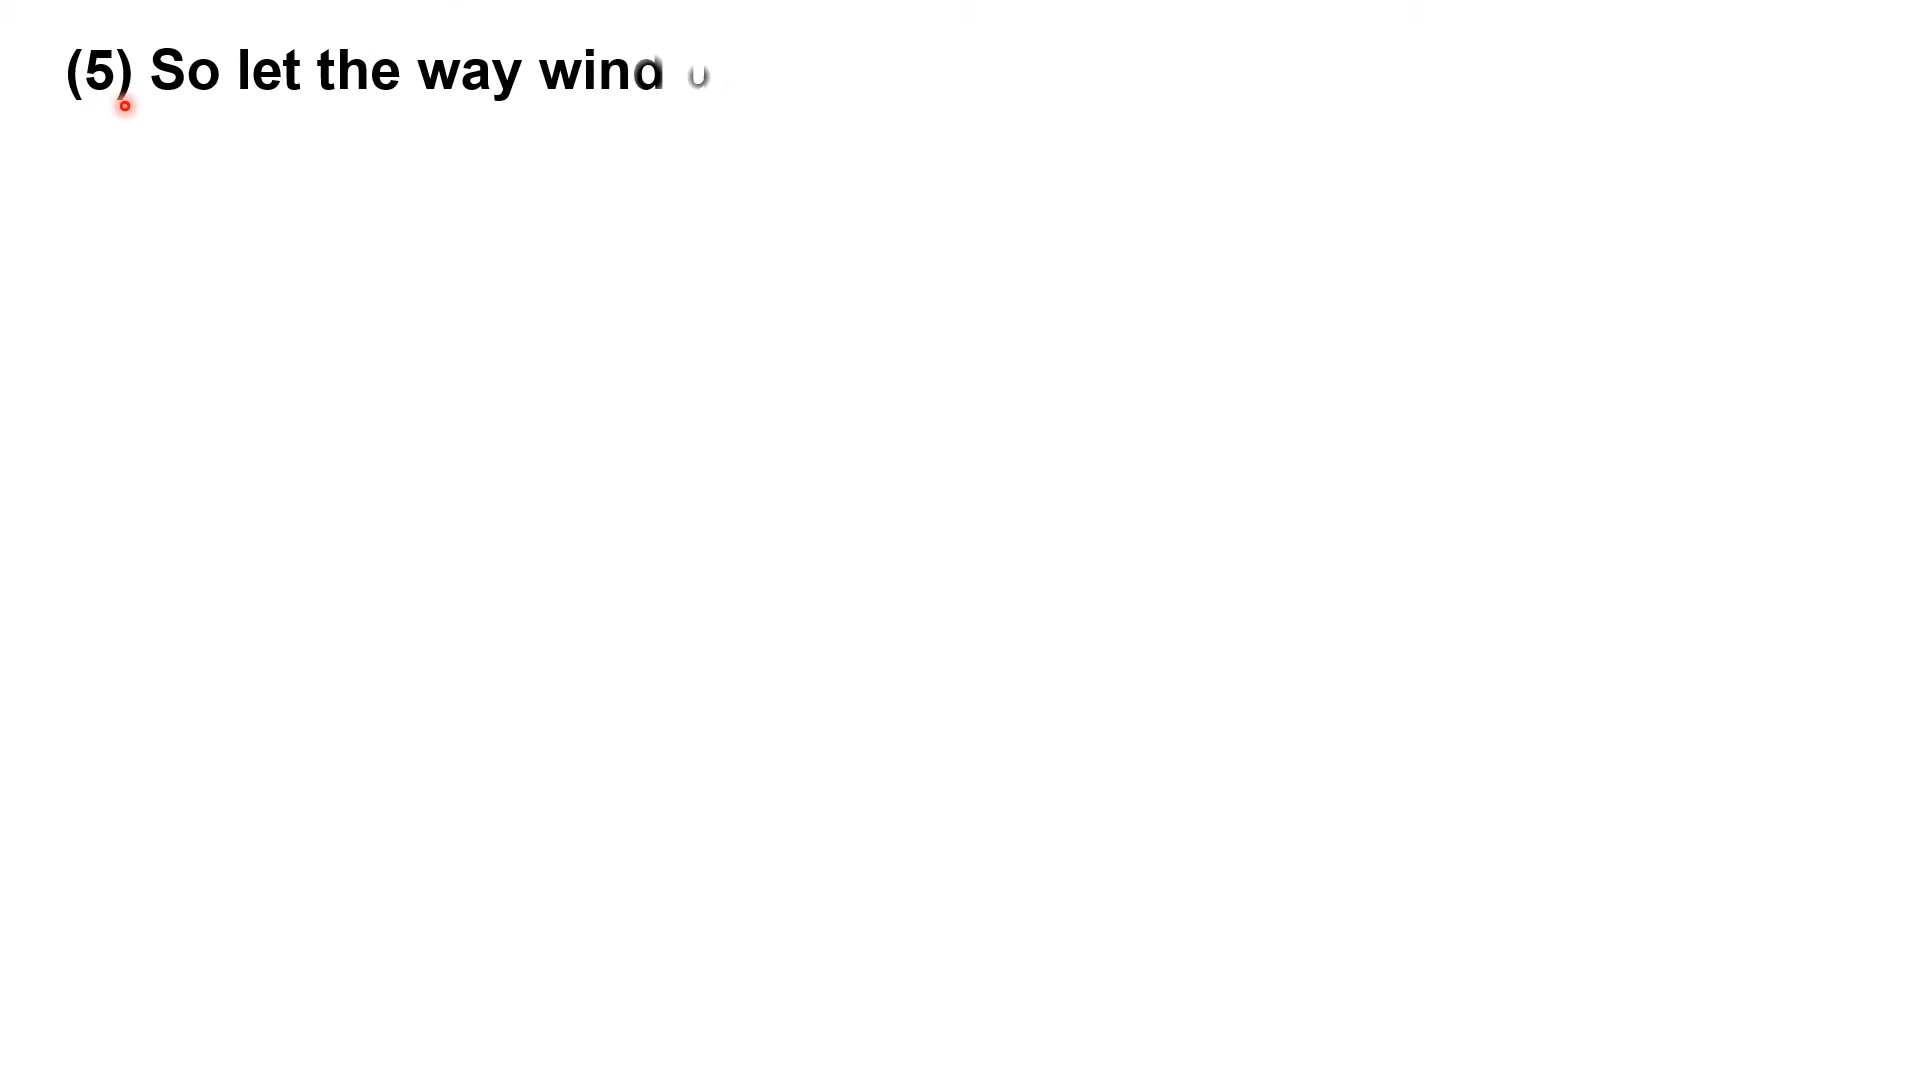 (5) So let the way wind